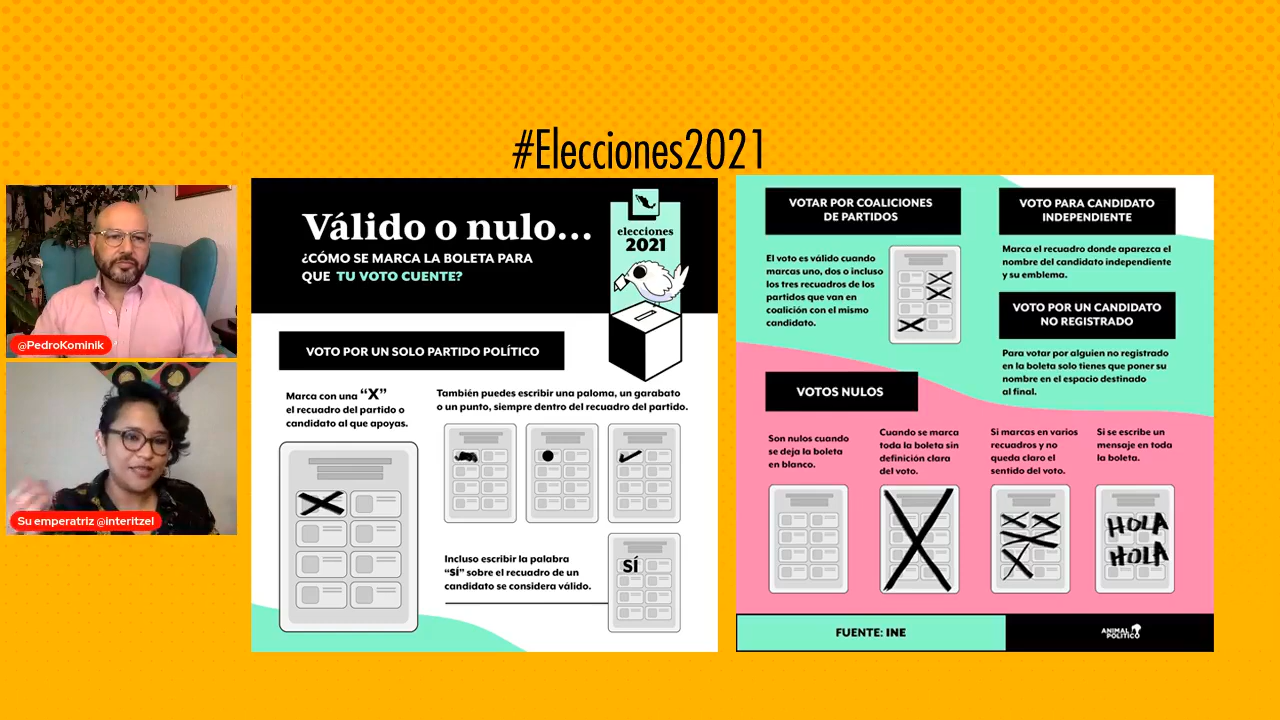 #Elecciones2021
@PedroKominik
Su emperatriz @interitzel
Válido o nulo...
¿CÓMO SE MARCA LA BOLETA PARA
QUE TU VOTO CUENTE?
elecciones
2021
VOTO POR UN SOLO PARTIDO POLÍTICO
Marca con una “X”
el recuadro del partido o
candidato al que apoyas.
También puedes escribir una paloma, un garabato
o un punto, siempre dentro del recuadro del partido.
Incluso escribir la palabra
“SÍ” sobre el recuadro de un
candidato se considera válido.
SÍ
VOTAR POR COALICIONES
DE PARTIDOS
El voto es válido cuando
marcas uno, dos o incluso
los tres recuadros de los
partidos que van en
coalición con el mismo
candidato.
VOTO PARA CANDIDATO
INDEPENDIENTE
Marca el recuadro donde aparezca el
nombre del candidato independiente
y su emblema.
VOTO POR UN CANDIDATO
NO REGISTRADO
Para votar por alguien no registrado
en la boleta solo tienes que poner su
nombre en el espacio destinado
al final.
VOTOS NULOS
Son nulos cuando
se deja la boleta
en blanco.
Cuando se marca
toda la boleta sin
definición clara
del voto.
Si marcas en varios
recuadros y no
queda claro el
sentido del voto.
Si se escribe un
mensaje en toda
la boleta.
HOLA
HOLA
FUENTE: INE
ANIMAL
POLÍTICO